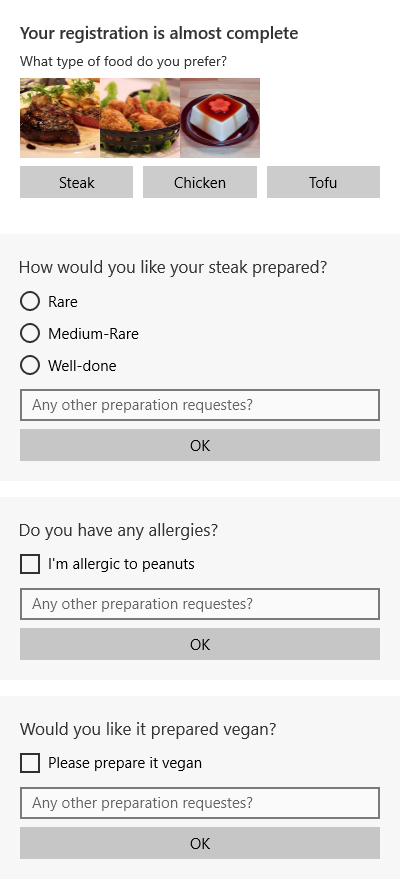 Your registration is almost complete
What type of food do you prefer?
Steak
Chicken
Tofu
How would you like your steak prepared?
Rare
Medium-Rare
Well-done
Any other preparation requestes?
OK
Do you have any allergies?
I'm allergic to peanuts
Any other preparation requestes?
OK
Would you like it prepared vegan?
Please prepare it vegan
Any other preparation requestes?
OK